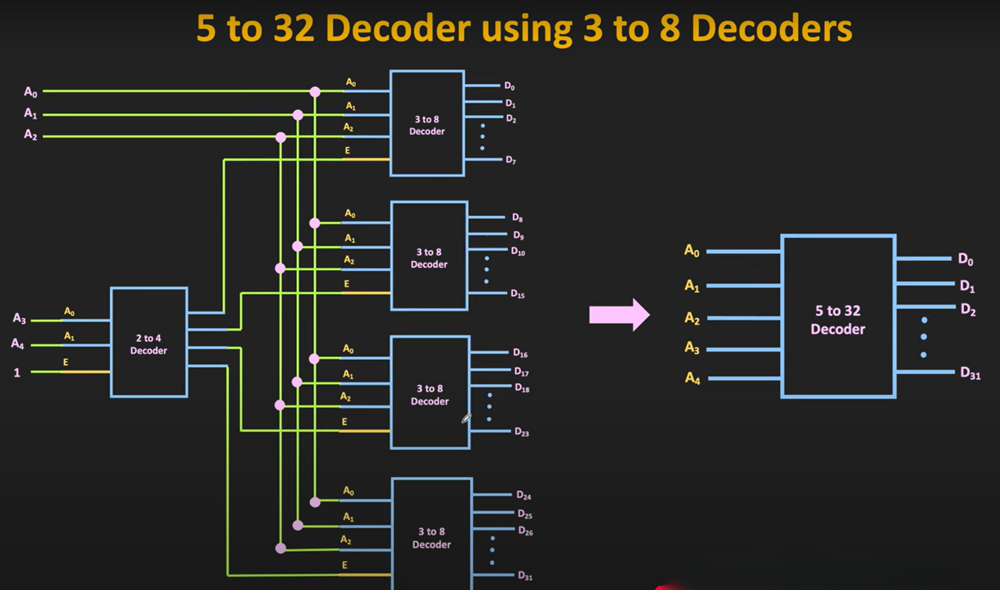 5 to 32 Decoder using 3 to 8 Decoders
A₀
A₁
A₂
A₀
A₁
A₂
E
3 to 8
Decoder
D₀
D₁
D₂
D₇
A₀
A₁
A₂
E
3 to 8
Decoder
D₈
D₉
D₁₀
D₁₅
A₃
A₄
1
A₀
A₁
E
2 to 4
Decoder
A₀
A₁
A₂
E
3 to 8
Decoder
D₁₆
D₁₇
D₁₈
D₂₃
A₀
A₁
A₂
E
3 to 8
Decoder
D₂₄
D₂₅
D₂₆
D₃₁
A₀
A₁
A₂
A₃
A₄
5 to 32
Decoder
D₀
D₁
D₂
D₃₁